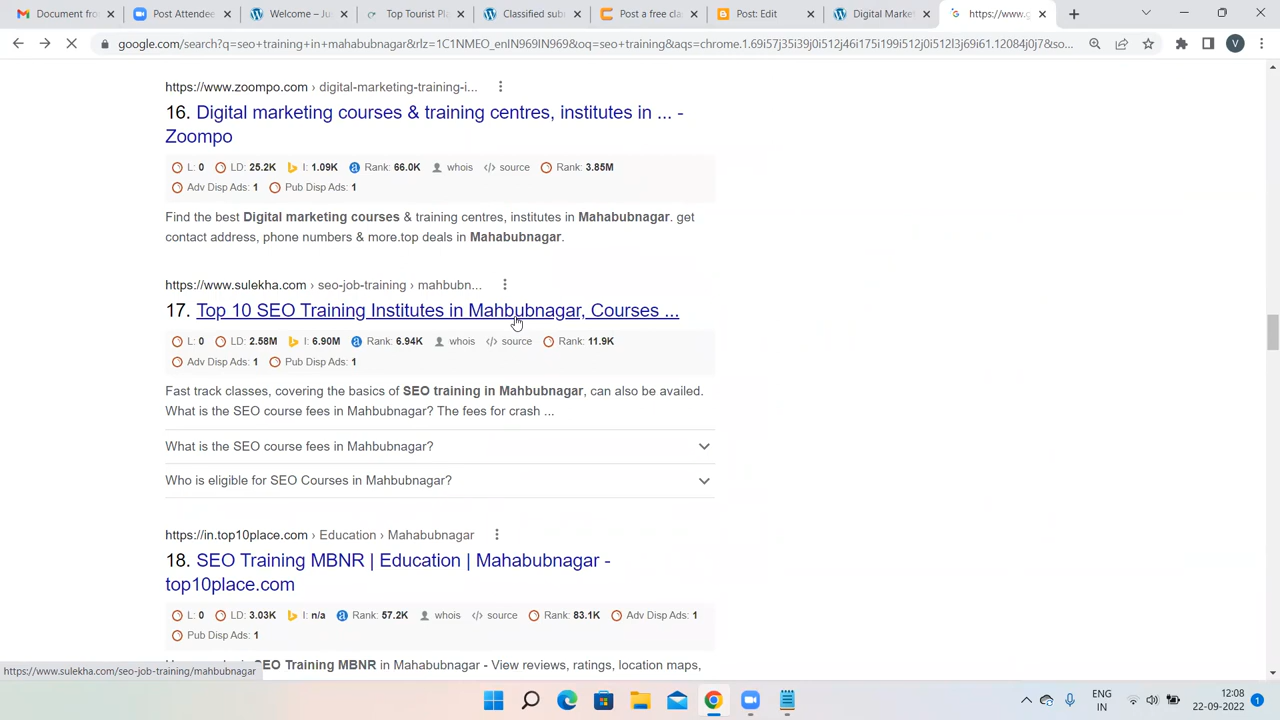 Document fro
Post Attendee
Welcome – Ju
Top Tourist Pl
Classified sub
Post a free cla
Post: Edit
Digital Market
https://www.g
google.com/search?q=seo+training+in+mahabubnagar&rlz=1C1NMEO_enIN969IN969&oq=seo+training&aqs=chrome.1.69i57j35i39j0i512j46i175i199i512j0i512l3j69i61.12084j0j7&so...
V
https://www.zoompo.com › digital-marketing-training-i...
16. Digital marketing courses & training centres, institutes in ... -
Zoompo
L: 0 LD: 25.2K I: 1.09K Rank: 66.0K whois </> source Rank: 3.85M
Adv Disp Ads: 1 Pub Disp Ads: 1
Find the best Digital marketing courses & training centres, institutes in Mahabubnagar. get
contact address, phone numbers & more.top deals in Mahabubnagar.
https://www.sulekha.com › seo-job-training › mahbubn...
17. Top 10 SEO Training Institutes in Mahbubnagar, Courses ...
L: 0 LD: 2.58M I: 6.90M Rank: 6.94K whois </> source Rank: 11.9K
Adv Disp Ads: 1 Pub Disp Ads: 1
Fast track classes, covering the basics of SEO training in Mahbubnagar, can also be availed.
What is the SEO course fees in Mahbubnagar? The fees for crash ...
What is the SEO course fees in Mahbubnagar?
Who is eligible for SEO Courses in Mahbubnagar?
https://in.top10place.com › Education › Mahabubnagar
18. SEO Training MBNR | Education | Mahabubnagar -
top10place.com
L: 0 LD: 3.03K I: n/a Rank: 57.2K whois </> source Rank: 83.1K Adv Disp Ads: 1
Pub Disp Ads: 1
SEO Training MBNR in Mahabubnagar - View reviews, ratings, location maps,
https://www.sulekha.com/seo-job-training/mahbubnagar
ENG
IN
12:08
22-09-2022
1